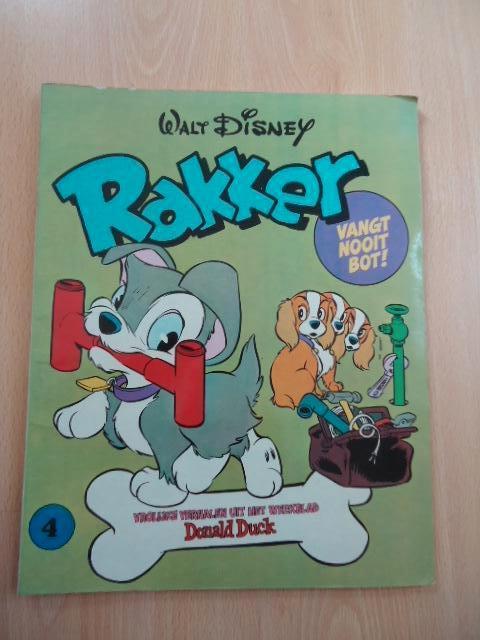 WALT DISNEY
Rakker
VANGT
NOOIT
BOT!
4
VROLIJKE VERHALEN UIT HET WEEKBLAD
Donald Duck